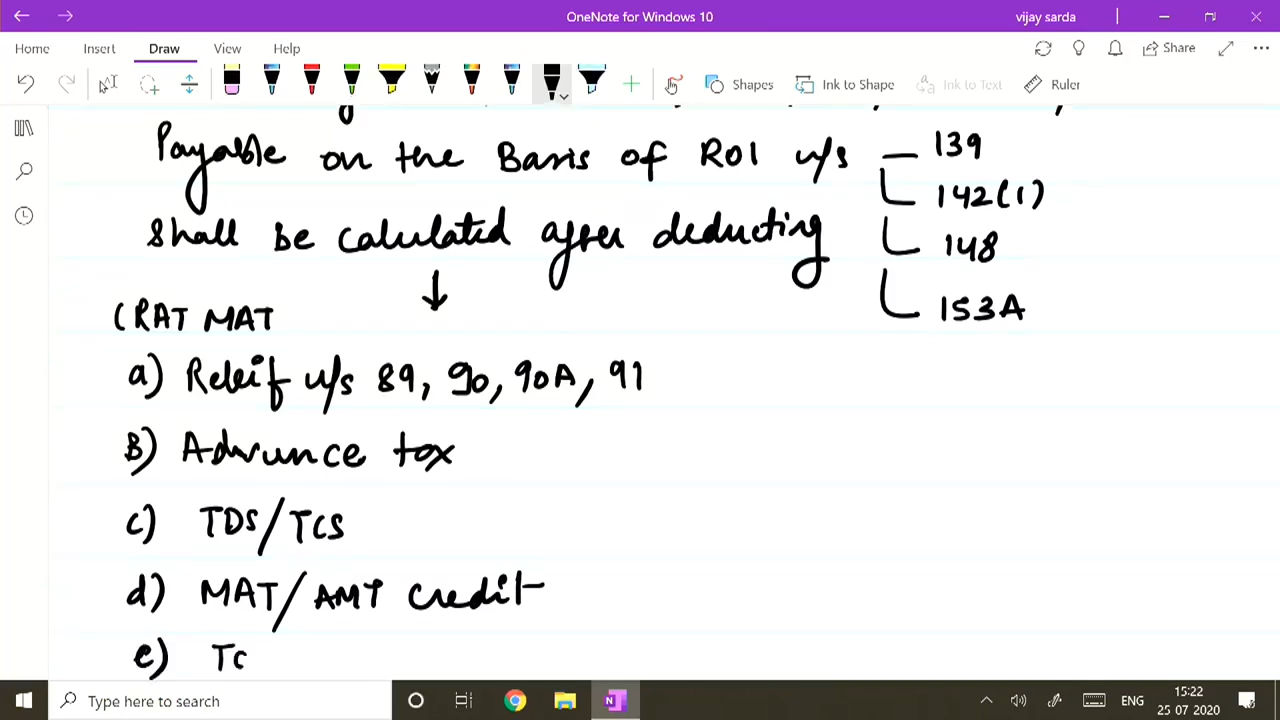 OneNote for Windows 10
vijay sarda
Home Insert Draw View Help
Share
Shapes Ink to Shape Ink to Text Ruler
Payable on the Basis of ROI u/s
139
142(1)
Shall be calculated after deducting
148
153A
(RAT MAT
a) Releif u/s 89, 90, 90A, 91
B) Advance tax
c) TDS/TCS
d) MAT/AMT credit
e) TC
Type here to search
ENG
15:22
25 07 2020